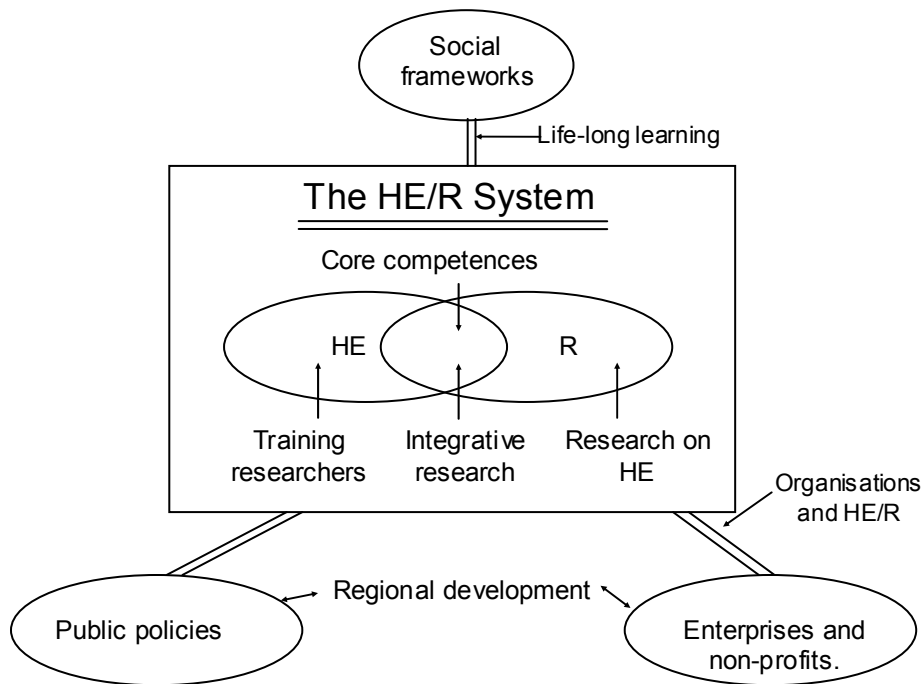 Social
frameworks
Life-long learning
The HE/R System
Core competences
HE
R
Training
researchers
Integrative
research
Research on
HE
Organisations
and HE/R
Regional development
Public policies
Enterprises and
non-profits.